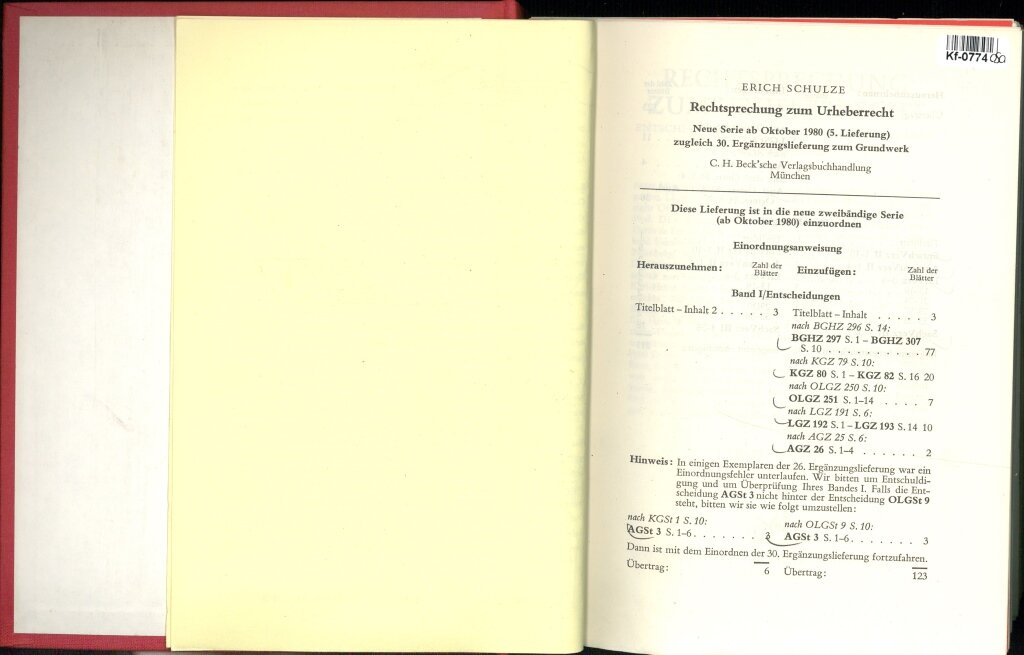 Kf-0774
ERICH SCHULZE
Rechtsprechung zum Urheberrecht
Neue Serie ab Oktober 1980 (5. Lieferung)
zugleich 30. Ergänzungslieferung zum Grundwerk
C. H. Beck'sche Verlagsbuchhandlung
München
Diese Lieferung ist in die neue zweibändige Serie
(ab Oktober 1980) einzuordnen
Einordnungsanweisung
Herauszunehmen: Zahl der Blätter Einzufügen: Zahl der Blätter
Band I/Entscheidungen
Titelblatt – Inhalt 2 . . . . . 3 Titelblatt – Inhalt . . . . . 3
nach BGHZ 296 S. 14:
BGHZ 297 S. 1 – BGHZ 307
S. 10 . . . . . . . . . . 77
nach KGZ 79 S. 10:
KGZ 80 S. 1 – KGZ 82 S. 16 20
nach OLGZ 250 S. 10:
OLGZ 251 S. 1–14 . . . . 7
nach LGZ 191 S. 6:
LGZ 192 S. 1 – LGZ 193 S. 14 10
nach AGZ 25 S. 6:
AGZ 26 S. 1–4 . . . . . . 2
Hinweis: In einigen Exemplaren der 26. Ergänzungslieferung war ein
Einordnungsfehler unterlaufen. Wir bitten um Entschuldi-
gung und um Überprüfung Ihres Bandes I. Falls die Ent-
scheidung AGSt 3 nicht hinter der Entscheidung OLGSt 9
steht, bitten wir sie wie folgt umzustellen:
nach KGSt 1 S. 10: nach OLGSt 9 S. 10:
AGSt 3 S. 1–6 . . . . . . . 3 AGSt 3 S. 1–6 . . . . . . 3
Dann ist mit dem Einordnen der 30. Ergänzungslieferung fortzufahren.
Übertrag: 6 Übertrag: 123